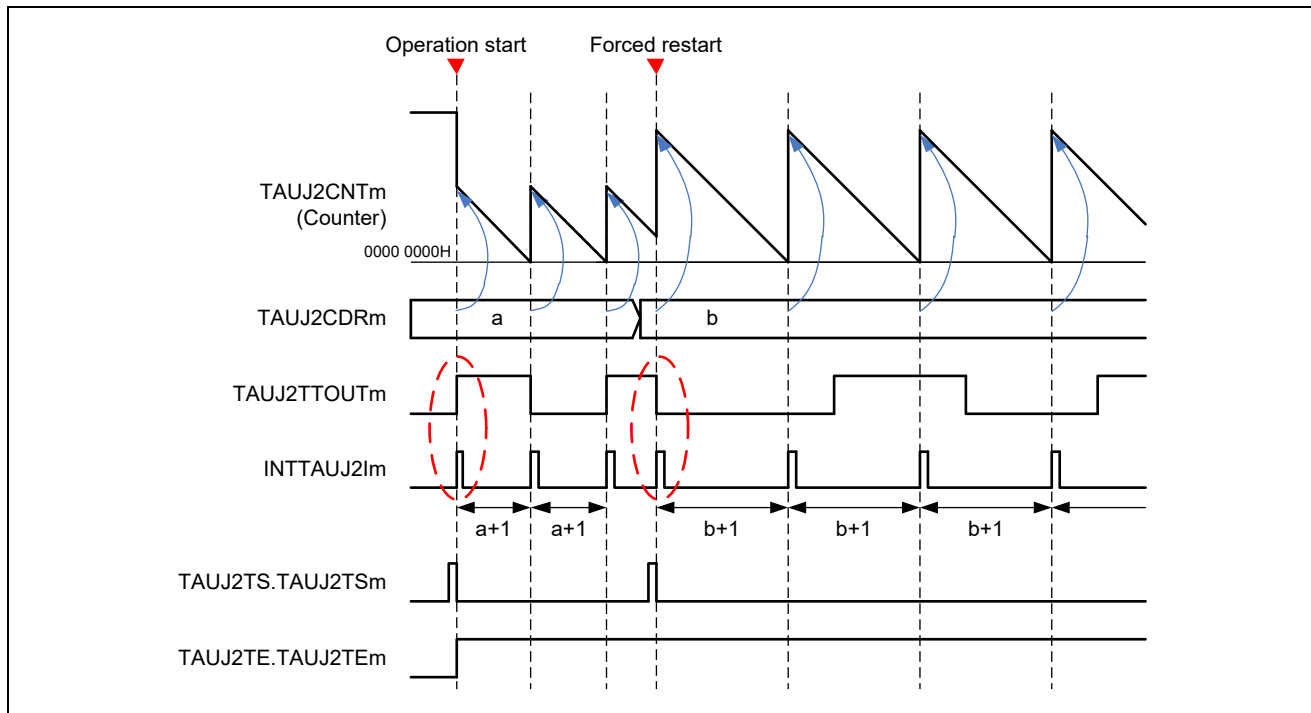 Operation start
Forced restart
TAUJ2CNTm
(Counter)
0000 0000H
TAUJ2CDRm
a
b
TAUJ2TTOUTm
INTTAUJ2Im
a+1
a+1
b+1
b+1
b+1
TAUJ2TS.TAUJ2TSm
TAUJ2TE.TAUJ2TEm